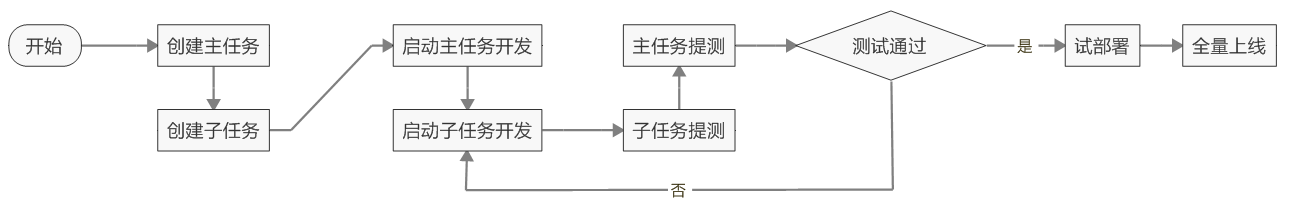 开始
创建主任务
创建子任务
启动主任务开发
启动子任务开发
子任务提测
主任务提测
测试通过
是
否
试部署
全量上线